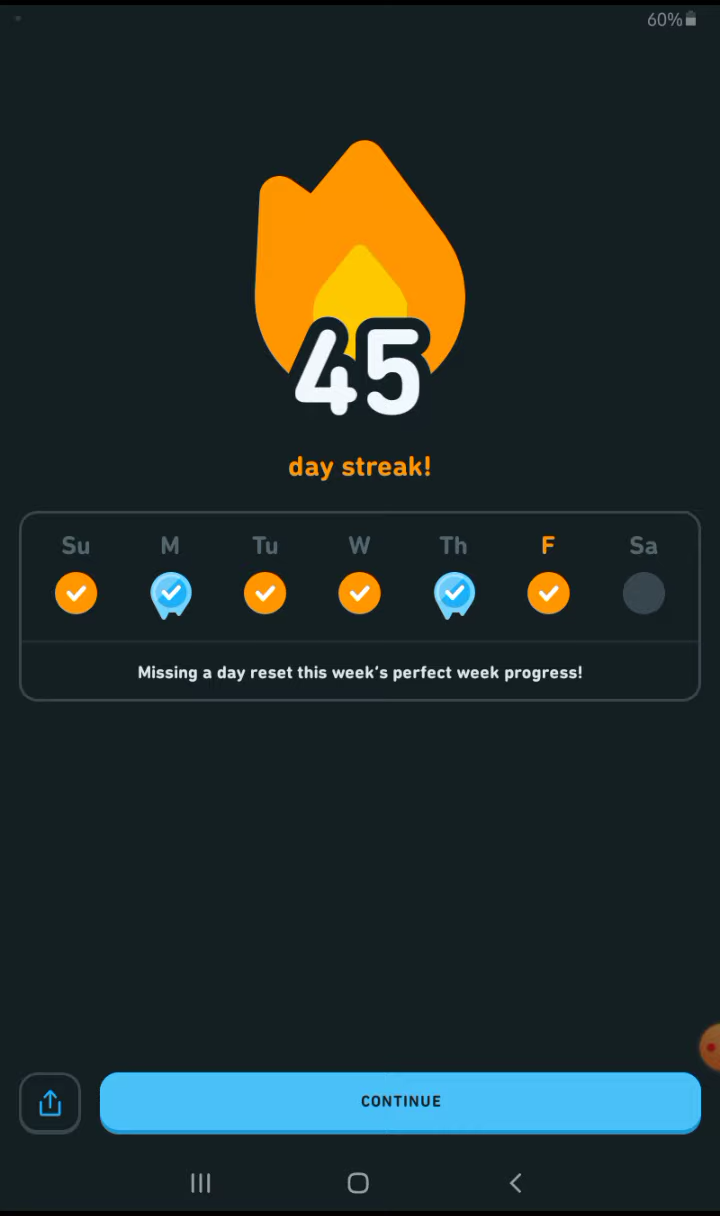 60%
45
day streak!
Su M Tu W Th F Sa
Missing a day reset this week's perfect week progress!
CONTINUE